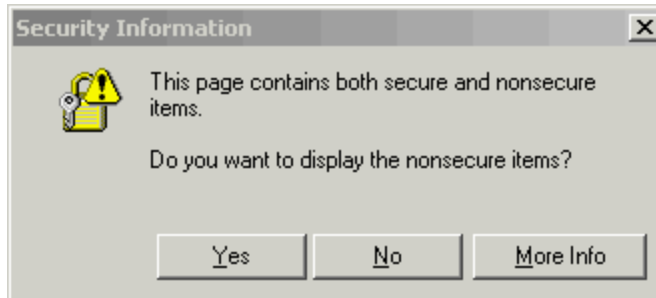 Security Information
This page contains both secure and nonsecure
items.
Do you want to display the nonsecure items?
Yes No More Info